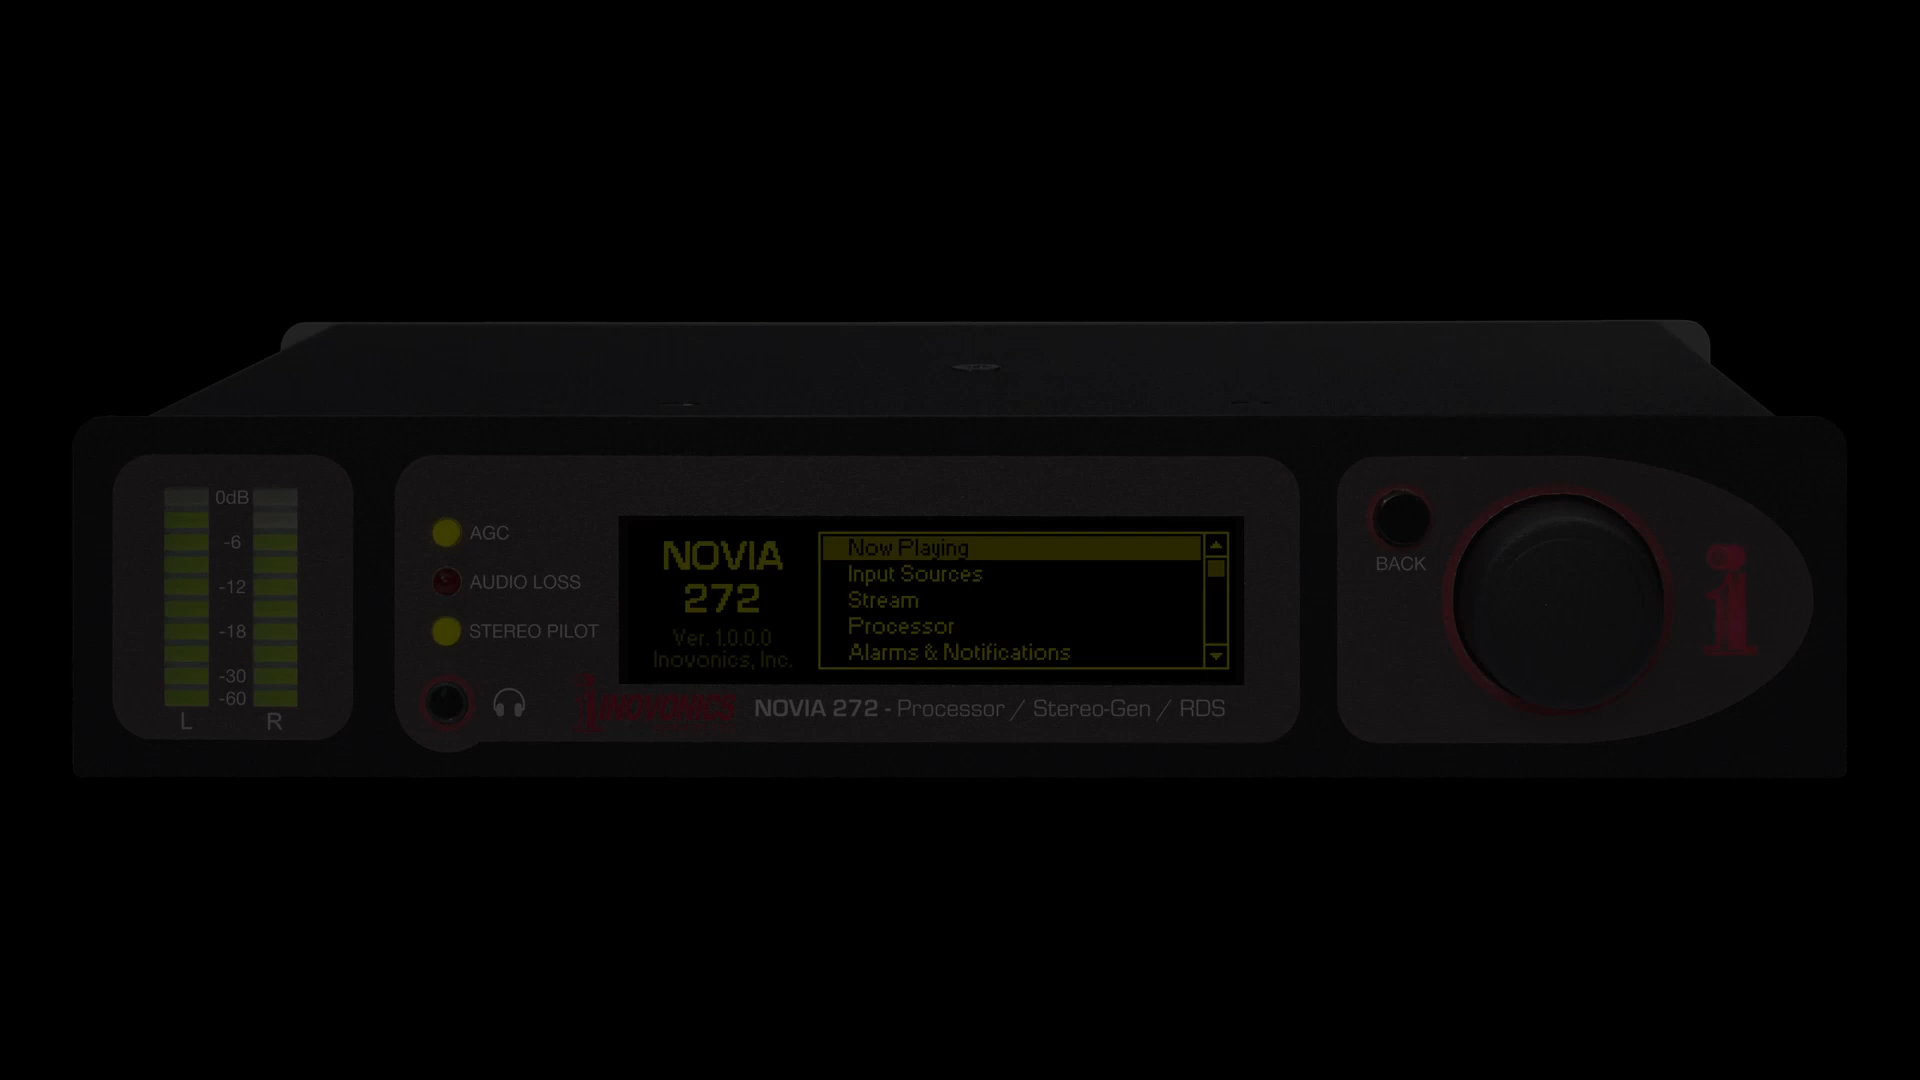 0dB
-6
-12
-18
-30
-60
L R
AGC
AUDIO LOSS
STEREO PILOT
NOVIA
272
Ver. 1.0.0.0
Inovonics, Inc.
Now Playing
Input Sources
Stream
Processor
Alarms & Notifications
INOVONICS NOVIA 272 - Processor / Stereo-Gen / RDS
BACK
i